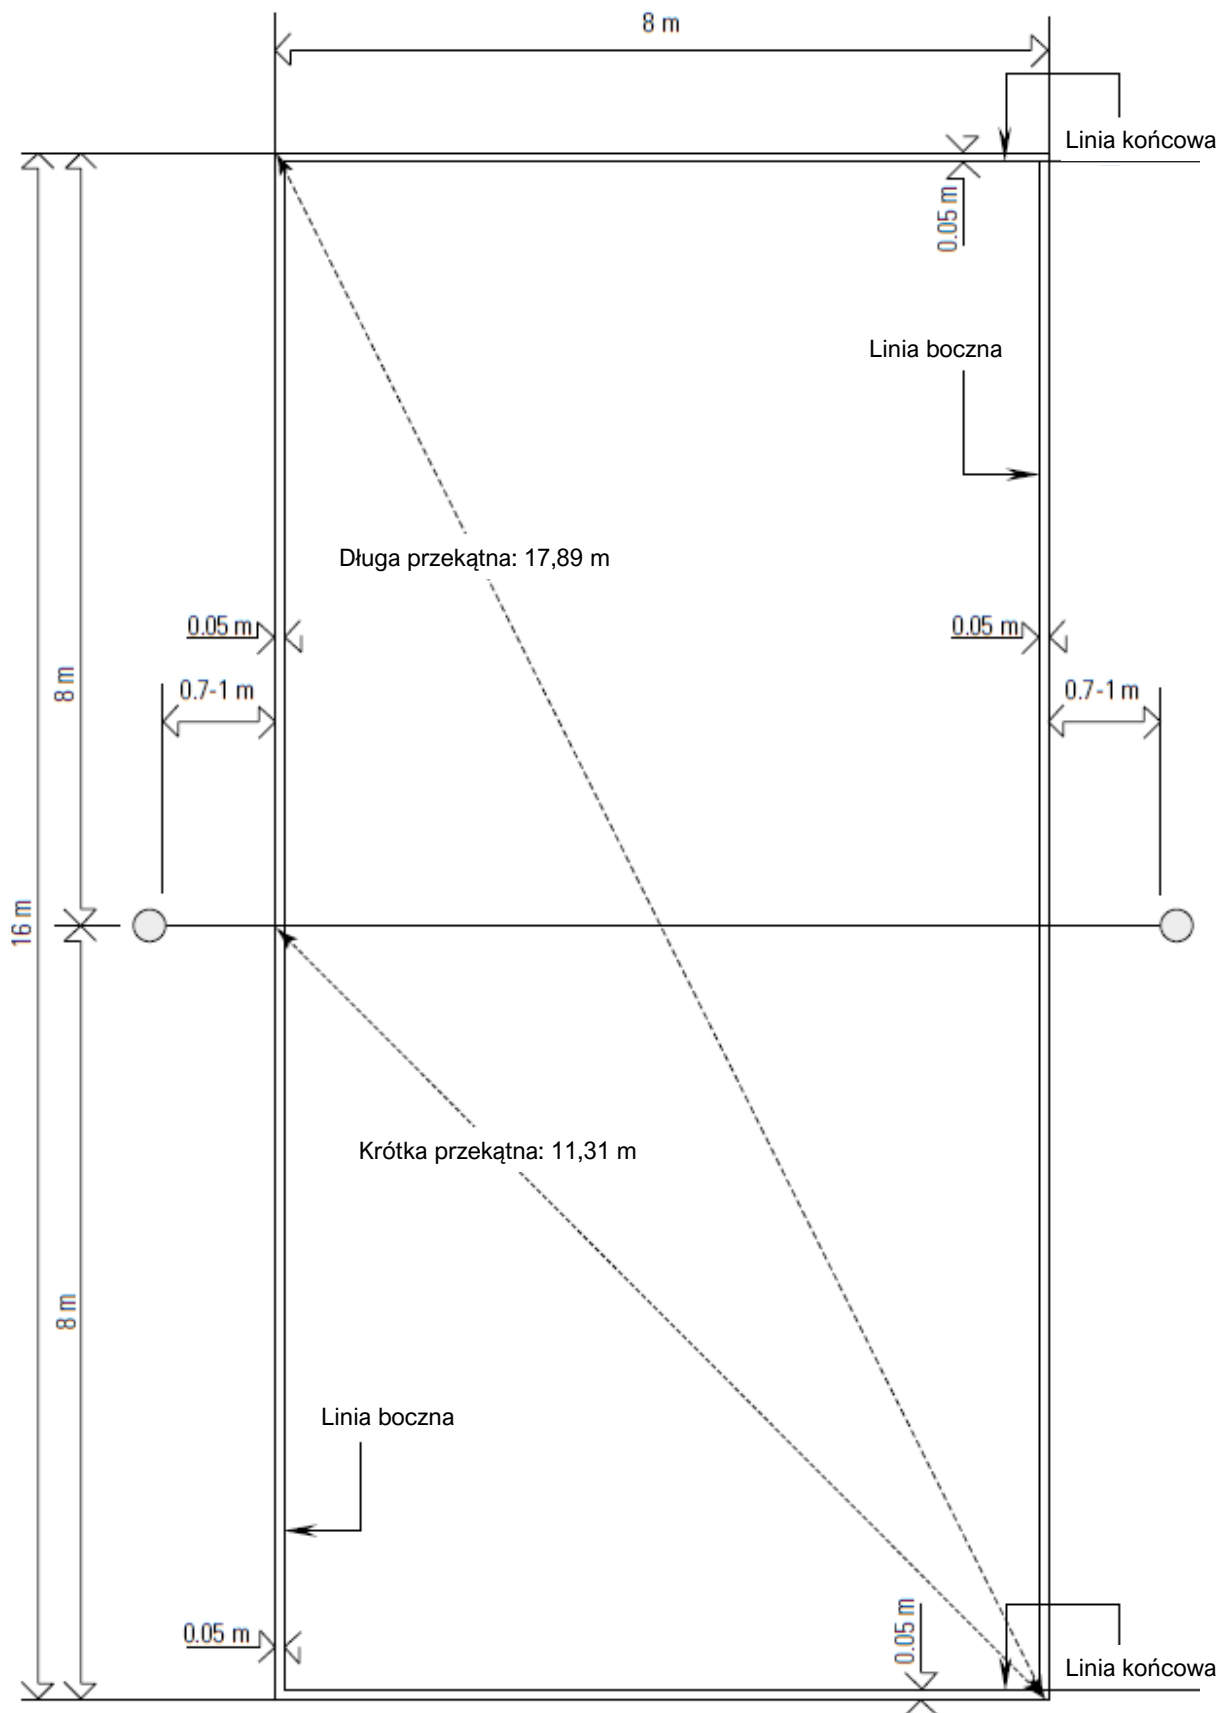 8 m
Linia końcowa
0.05 m
Linia boczna
Długa przekątna: 17,89 m
0.05 m
0.05 m
8 m
0.7-1 m
0.7-1 m
16 m
Krótka przekątna: 11,31 m
8 m
Linia boczna
0.05 m
0.05 m
Linia końcowa